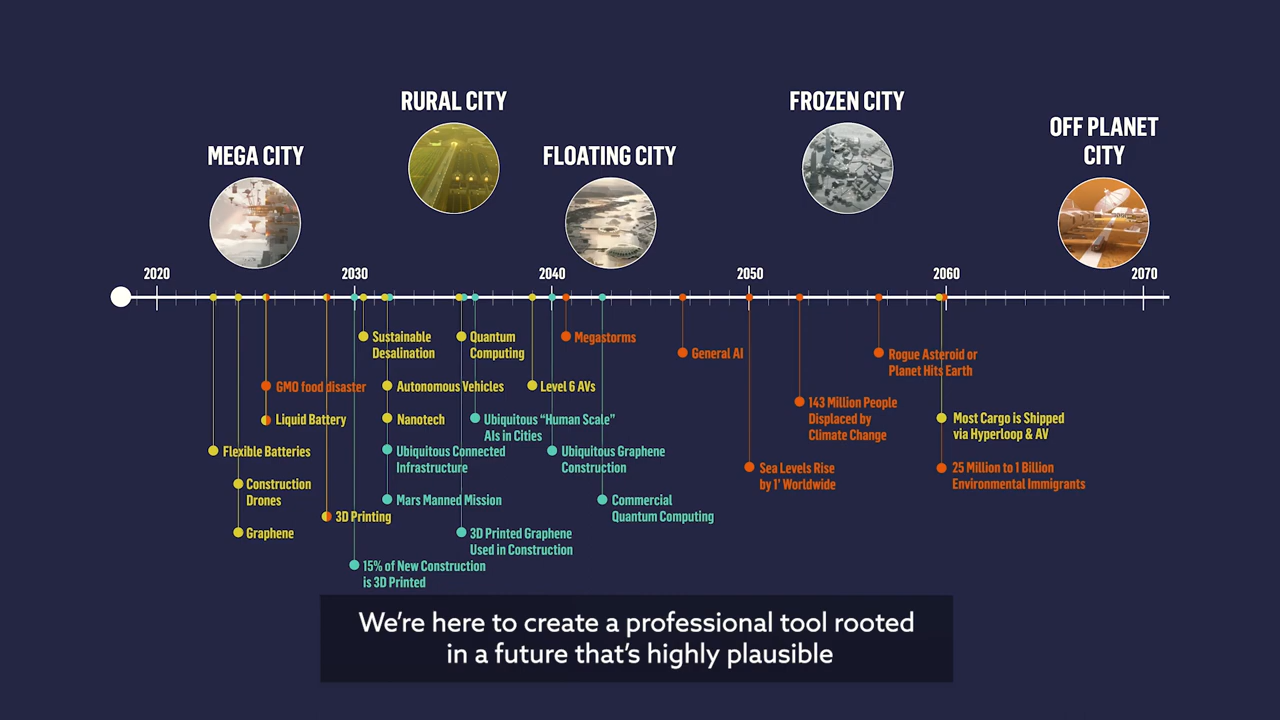 RURAL CITY
FROZEN CITY
OFF PLANET
CITY
MEGA CITY
FLOATING CITY
2020
2030
2040
2050
2060
2070
Sustainable
Desalination
Quantum
Computing
Megastorms
General AI
Rogue Asteroid or
Planet Hits Earth
GMO food disaster
Autonomous Vehicles
Level 6 AVs
143 Million People
Displaced by
Climate Change
Liquid Battery
Nanotech
Ubiquitous “Human Scale”
AIs in Cities
Most Cargo is Shipped
via Hyperloop & AV
Flexible Batteries
Ubiquitous Connected
Infrastructure
Ubiquitous Graphene
Construction
Sea Levels Rise
by 1' Worldwide
25 Million to 1 Billion
Environmental Immigrants
Construction
Drones
Mars Manned Mission
Commercial
Quantum Computing
3D Printing
Graphene
3D Printed Graphene
Used in Construction
15% of New Construction
is 3D Printed
We’re here to create a professional tool rooted
in a future that’s highly plausible